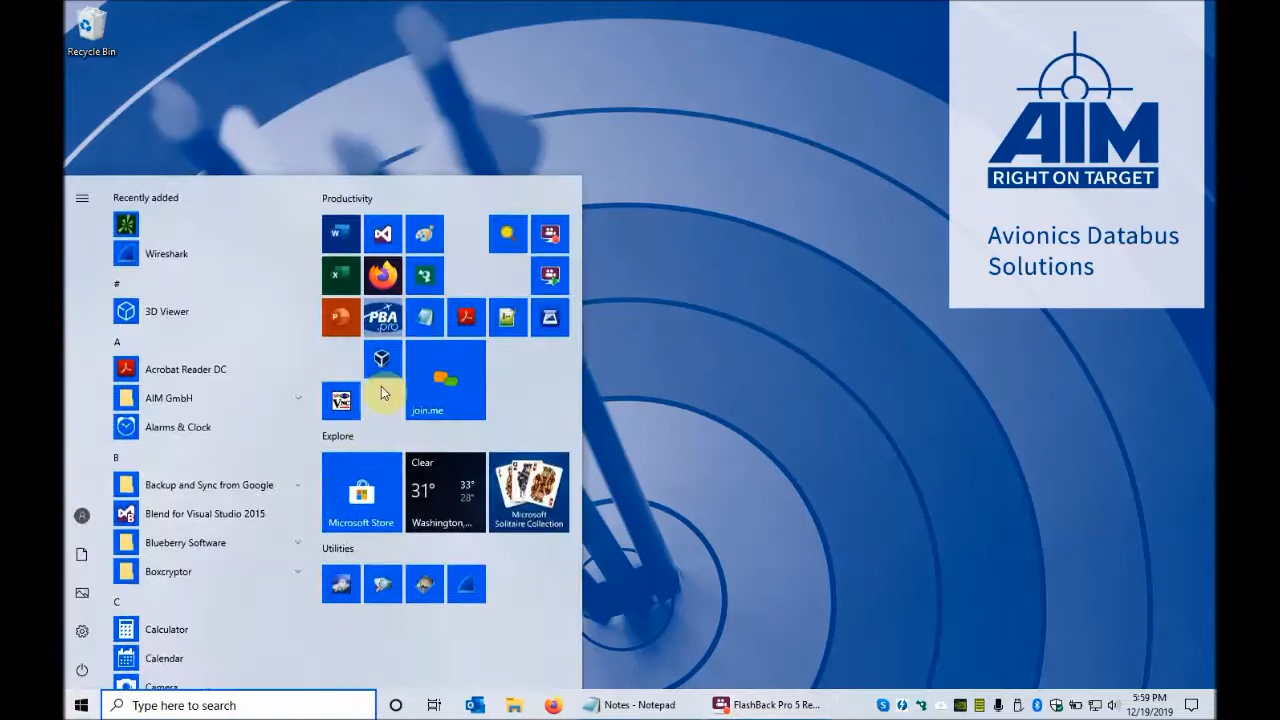 Recycle Bin
AIM
RIGHT ON TARGET
Avionics Databus
Solutions
Recently added
Wireshark
#
3D Viewer
A
Acrobat Reader DC
AIM GmbH
Alarms & Clock
B
Backup and Sync from Google
Blend for Visual Studio 2015
Blueberry Software
Boxcryptor
C
Calculator
Calendar
Camera
Productivity
PBA
.pro
VNC
join.me
Explore
Microsoft Store
Clear
31° 33°
28°
Washington,...
Microsoft
Solitaire Collection
Utilities
Type here to search
Notes - Notepad
FlashBack Pro 5 Re...
5:59 PM
12/19/2019